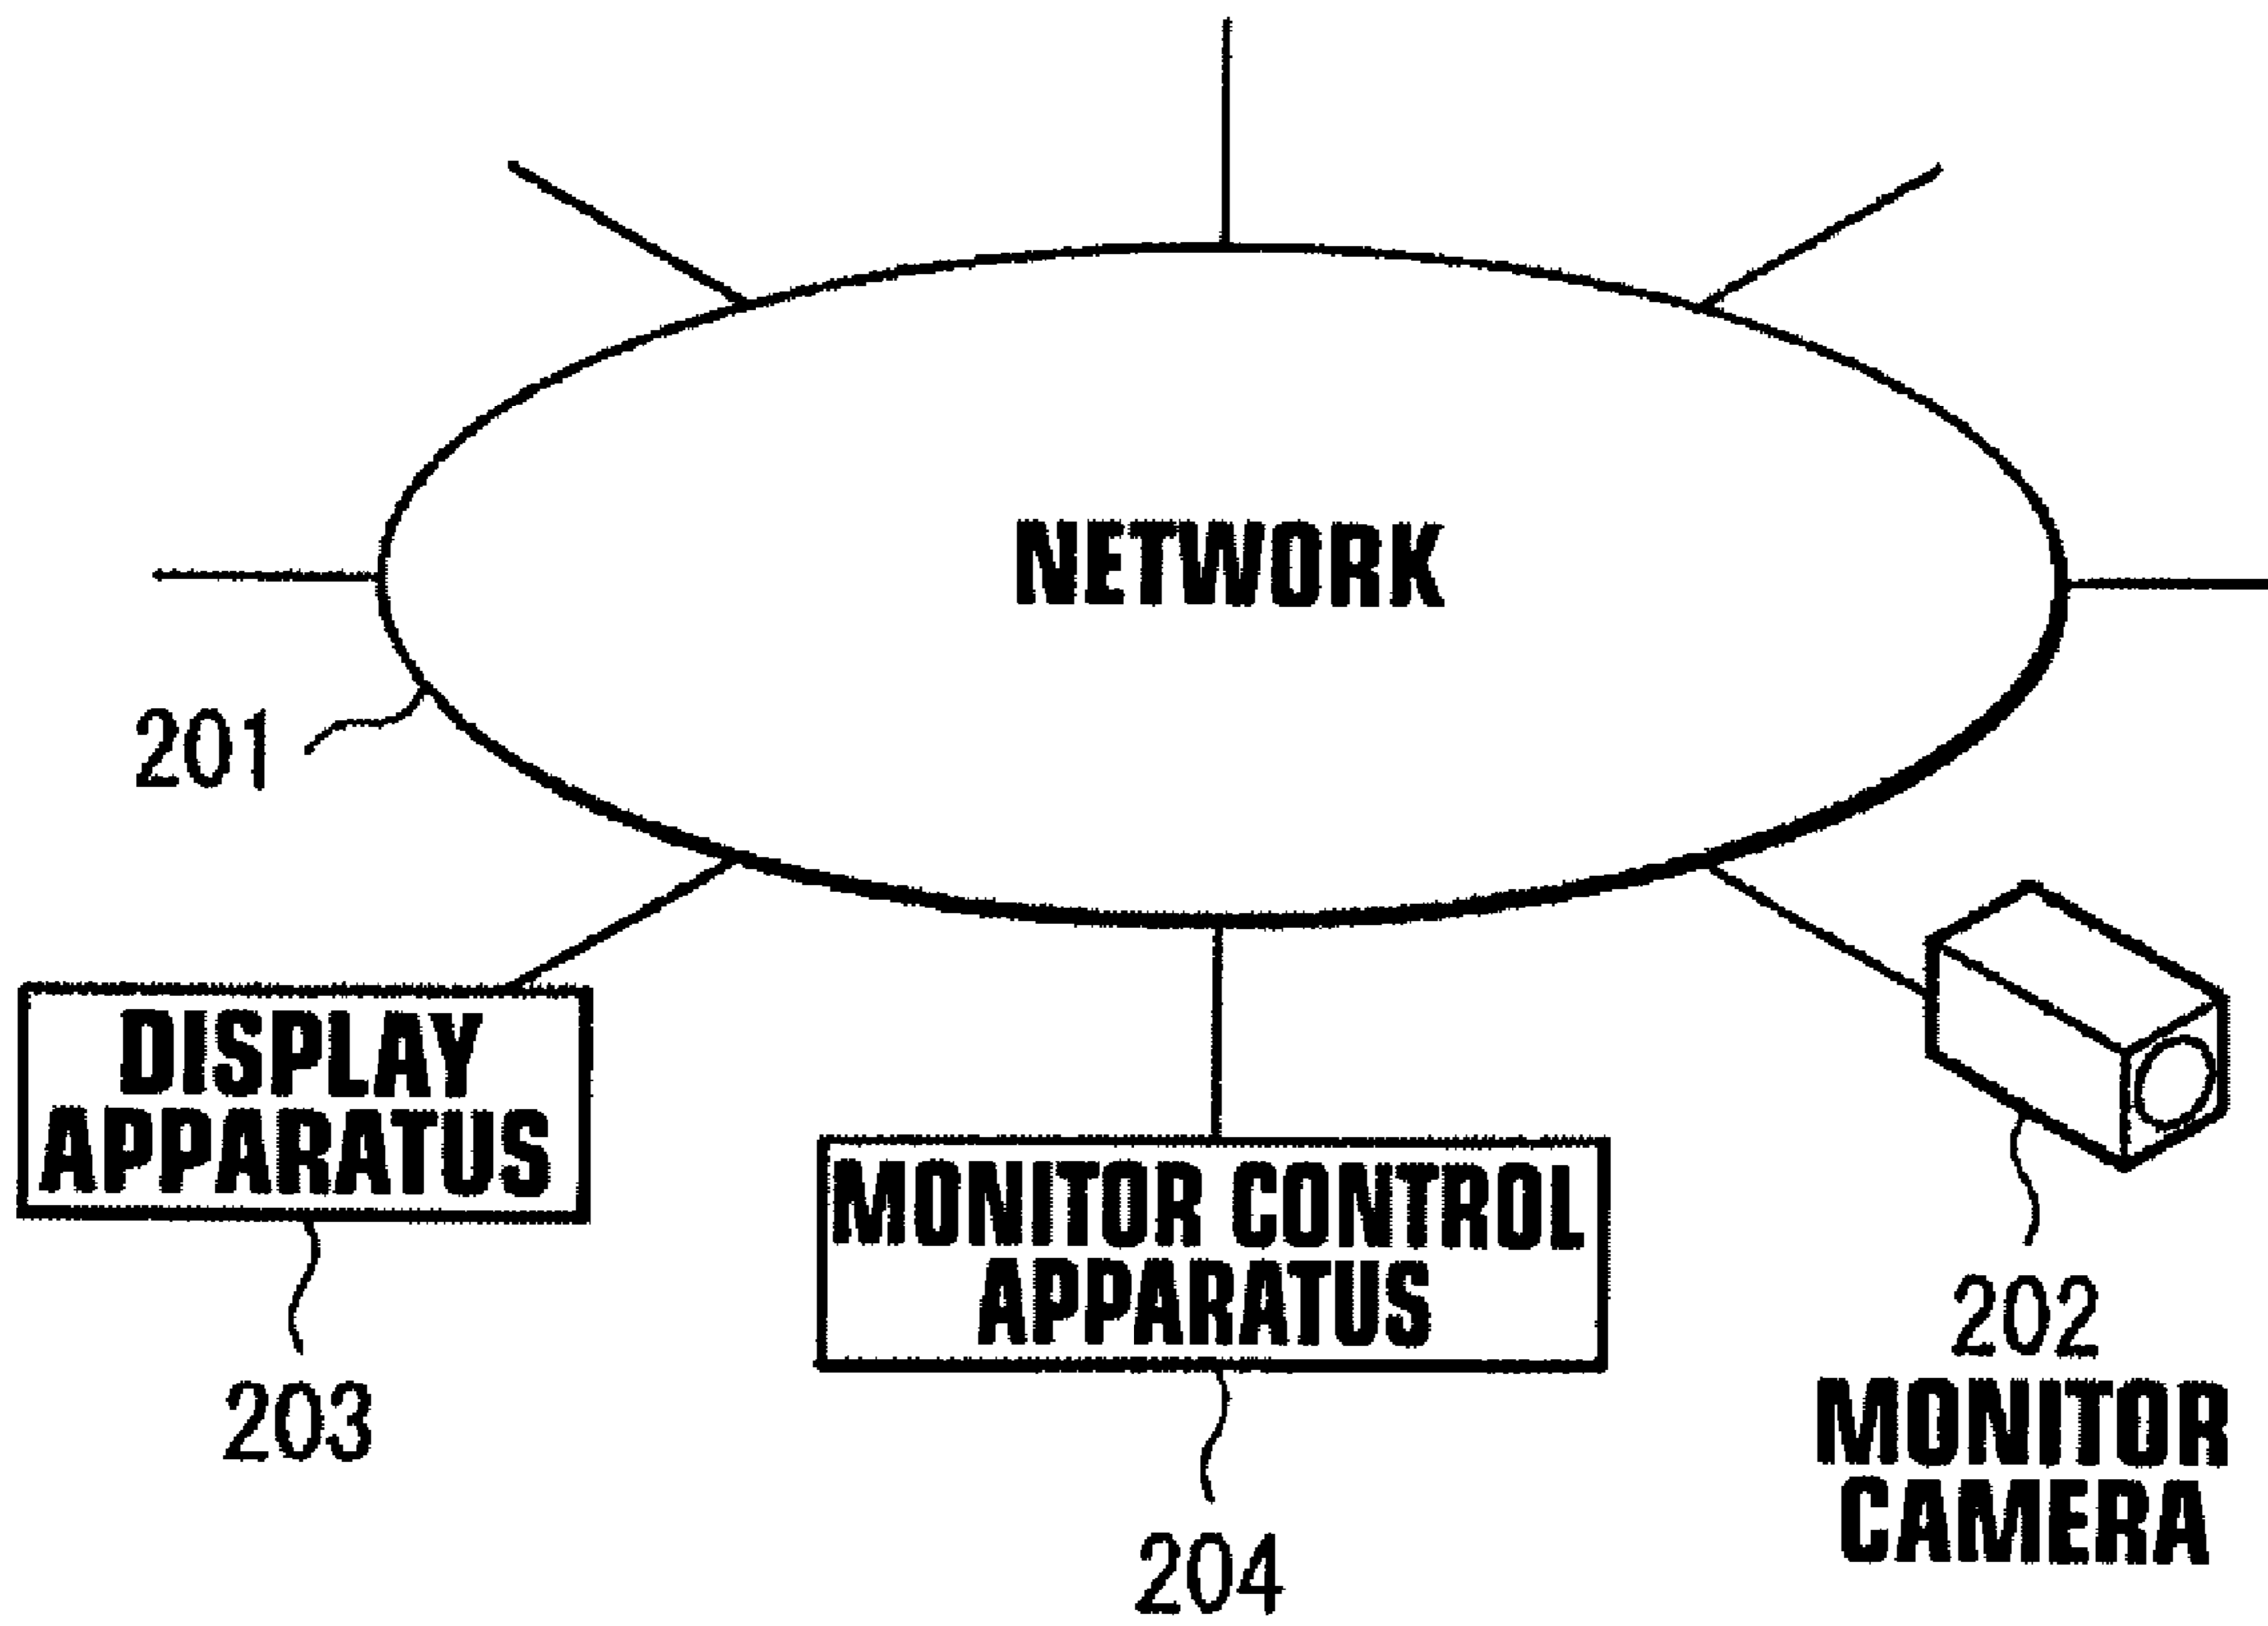 NETWORK
201
DISPLAY
APPARATUS
203
MONITOR CONTROL
APPARATUS
204
202
MONITOR
CAMERA